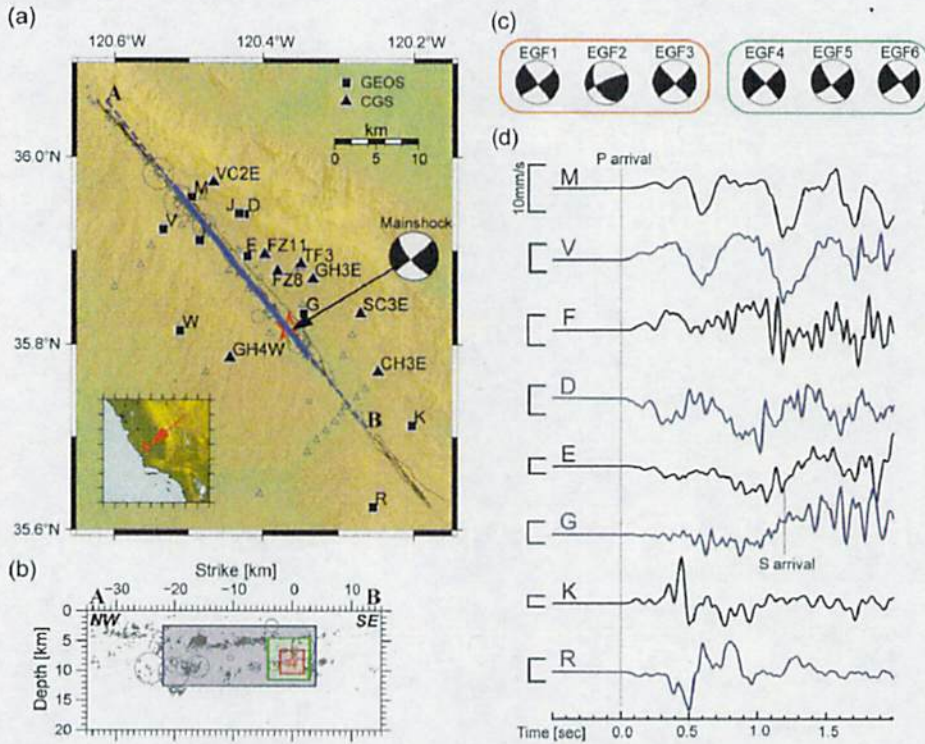 (a)
120.6°W 120.4°W 120.2°W
A
GEOS
CGS
km
0 5 10
36.0°N
VC2E
M
J D
V
E FZ11
TF3
FZ8 GH3E
Mainshock
G
SC3E
W
GH4W
CH3E
35.8°N
B
K
R
35.6°N
(b)
Strike [km]
A −30 −20 −10 0 10 B
NW SE
Depth [km]
0
5
10
15
20
(c)
EGF1 EGF2 EGF3 EGF4 EGF5 EGF6
(d)
P arrival
10mm/s
M
V
F
D
E
G
S arrival
K
R
Time [sec] 0.0 0.5 1.0 1.5